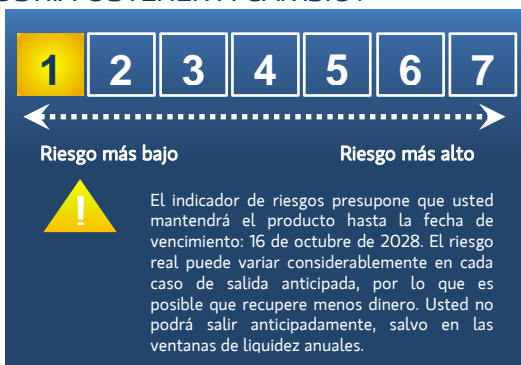 1 2 3 4 5 6 7
Riesgo más bajo Riesgo más alto
!
El indicador de riesgos presupone que usted
mantendrá el producto hasta la fecha de
vencimiento: 16 de octubre de 2028. El riesgo
real puede variar considerablemente en cada
caso de salida anticipada, por lo que es
posible que recupere menos dinero. Usted no
podrá salir anticipadamente, salvo en las
ventanas de liquidez anuales.